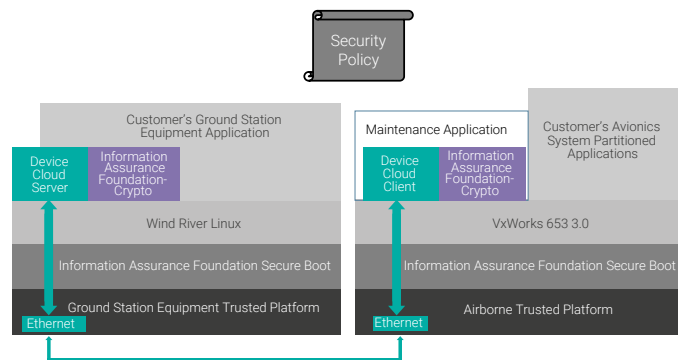 Security
Policy
Customer's Ground Station
Equipment Application
Device
Cloud
Server
Information
Assurance
Foundation-
Crypto
Wind River Linux
Information Assurance Foundation Secure Boot
Ground Station Equipment Trusted Platform
Ethernet
Maintenance Application
Customer's Avionics
System Partitioned
Applications
Device
Cloud
Client
Information
Assurance
Foundation-
Crypto
VxWorks 653 3.0
Information Assurance Foundation Secure Boot
Airborne Trusted Platform
Ethernet